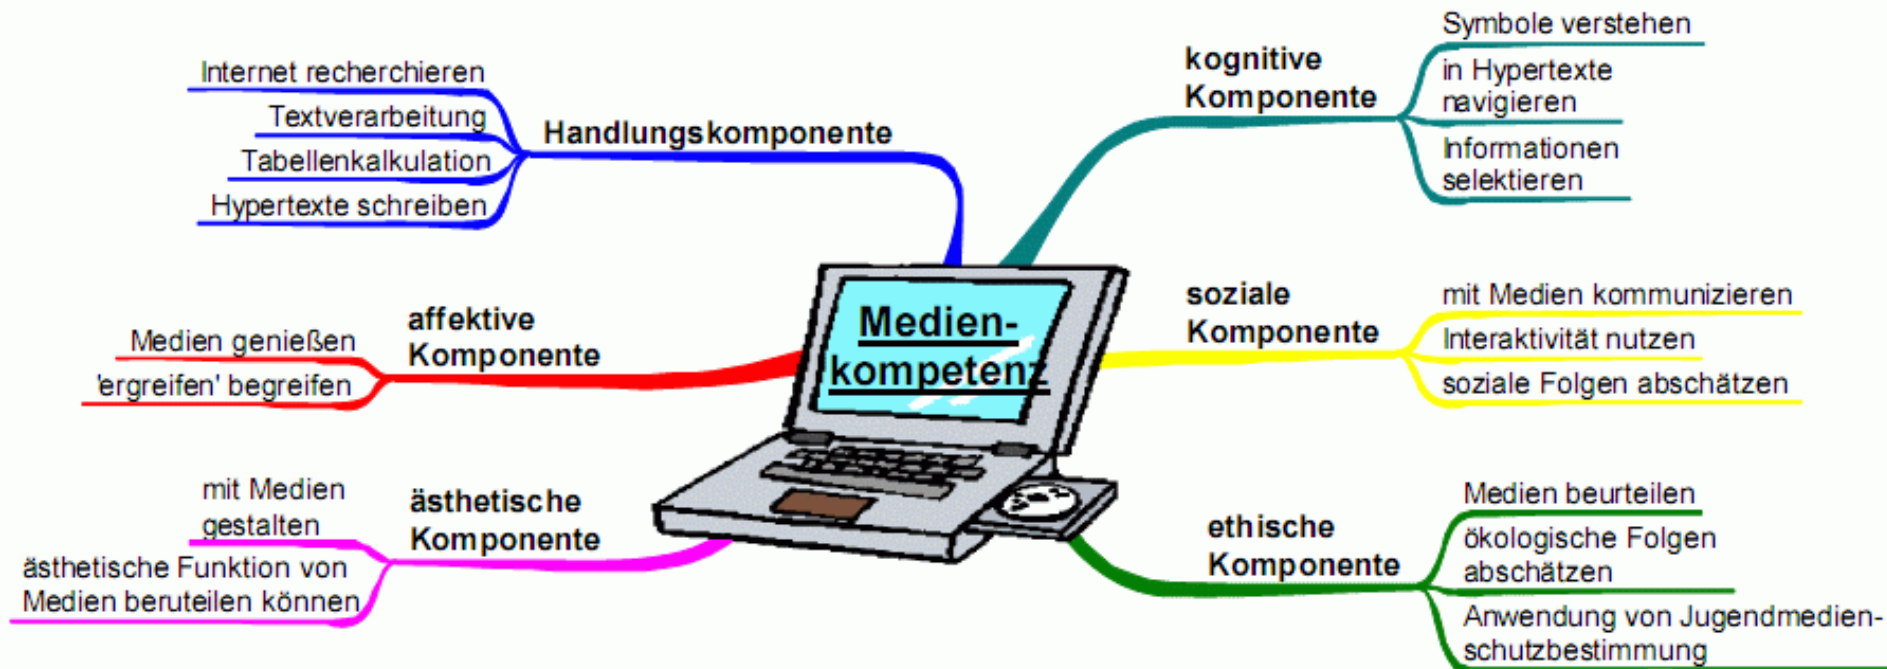 Medien-
kompetenz
Handlungskomponente
Internet recherchieren
Textverarbeitung
Tabellenkalkulation
Hypertexte schreiben
affektive
Komponente
Medien genießen
'ergreifen' begreifen
ästhetische
Komponente
mit Medien
gestalten
ästhetische Funktion von
Medien beruteilen können
kognitive
Komponente
Symbole verstehen
in Hypertexte
navigieren
Informationen
selektieren
soziale
Komponente
mit Medien kommunizieren
Interaktivität nutzen
soziale Folgen abschätzen
ethische
Komponente
Medien beurteilen
ökologische Folgen
abschätzen
Anwendung von Jugendmedien-
schutzbestimmung